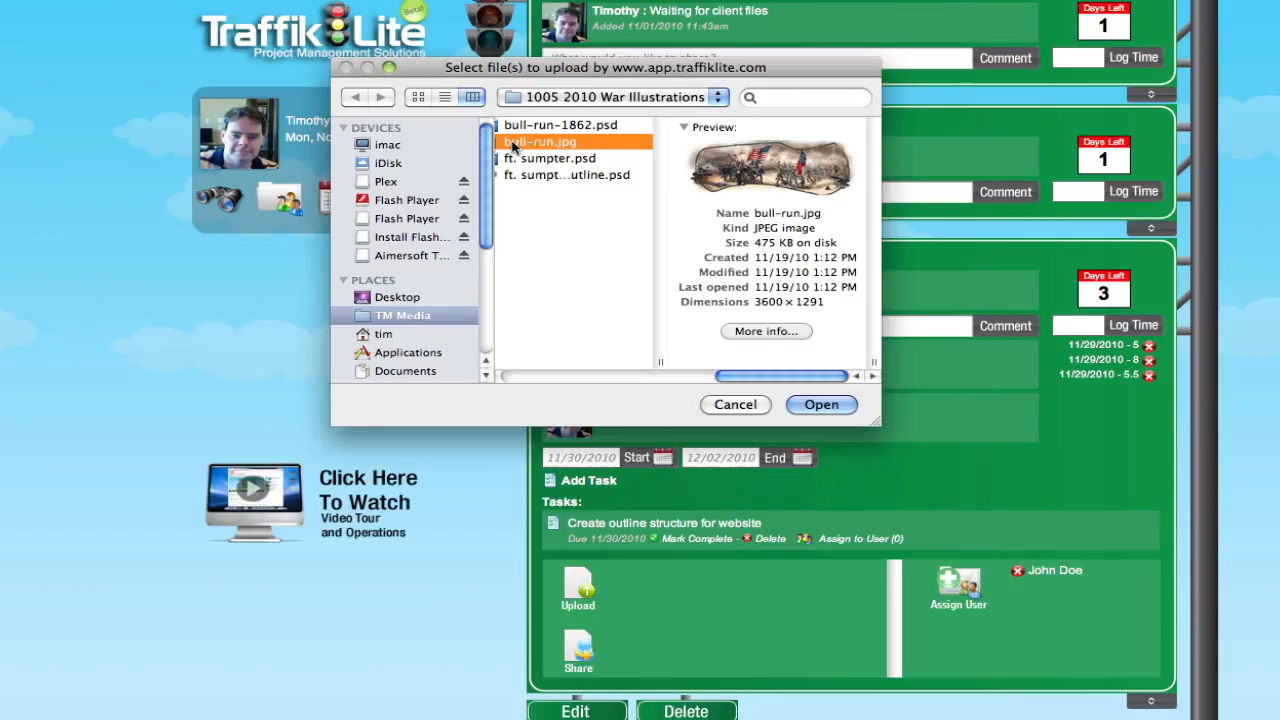 Traffik Lite
Beta!
Project Management Solutions
Timothy : Waiting for client files
Added 11/01/2010 11:43am
Days Left
1
Comment
Log Time
Select file(s) to upload by www.app.traffiklite.com
1005 2010 War Illustrations
Timothy
Mon, No
DEVICES
imac
iDisk
Plex
Flash Player
Flash Player
Install Flash...
Aimersoft T...
PLACES
Desktop
TM Media
tim
Applications
Documents
bull-run-1862.psd
bull-run.jpg
ft. sumpter.psd
ft. sumpt...utline.psd
Preview:
Name bull-run.jpg
Kind JPEG image
Size 475 KB on disk
Created 11/19/10 1:12 PM
Modified 11/19/10 1:12 PM
Last opened 11/19/10 1:12 PM
Dimensions 3600 × 1291
More info...
Cancel
Open
Days Left
1
Comment
Log Time
Days Left
3
Comment
Log Time
11/29/2010 - 5
11/29/2010 - 8
11/29/2010 - 5.5
11/30/2010 Start
12/02/2010 End
Add Task
Tasks:
Create outline structure for website
Due 11/30/2010 Mark Complete - Delete Assign to User (0)
Click Here
To Watch
Video Tour
and Operations
Upload
Share
Assign User
John Doe
Edit
Delete